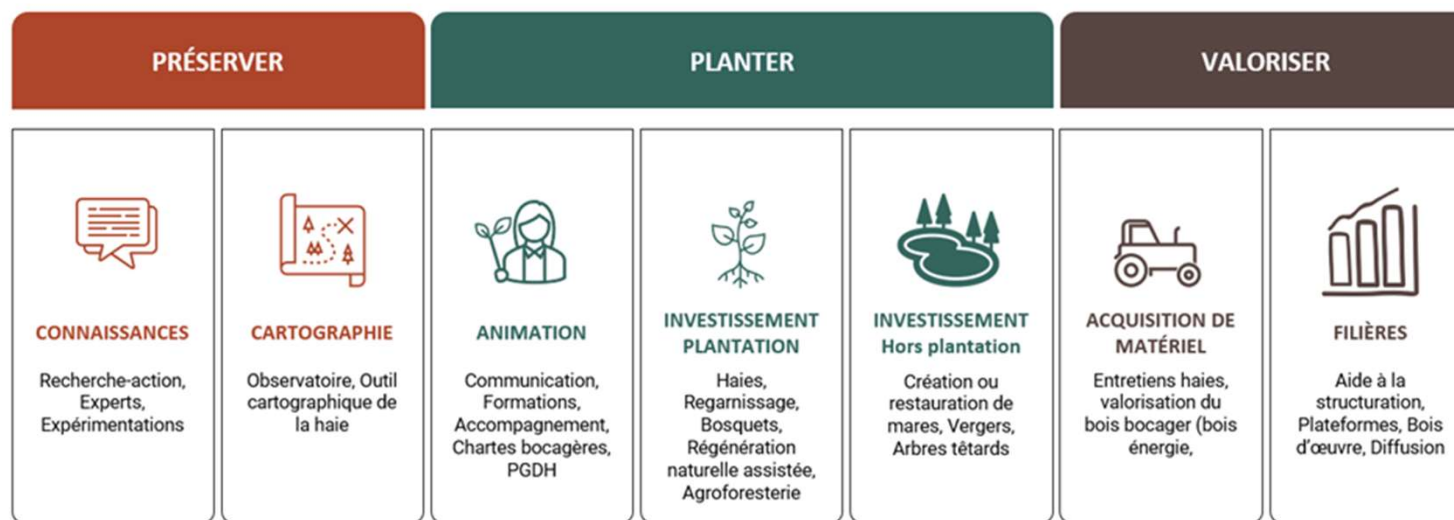 PRÉSERVER
PLANTER
VALORISER
CONNAISSANCES
Recherche-action,
Experts,
Expérimentations
CARTOGRAPHIE
Observatoire, Outil
cartographique de
la haie
ANIMATION
Communication,
Formations,
Accompagnement,
Chartes bocagères,
PGDH
INVESTISSEMENT
PLANTATION
Haies,
Regarnissage,
Bosquets,
Régénération
naturelle assistée,
Agroforesterie
INVESTISSEMENT
Hors plantation
Création ou
restauration de
mares, Vergers,
Arbres têtards
ACQUISITION DE
MATÉRIEL
Entretiens haies,
valorisation du
bois bocager (bois
énergie,
FILIÈRES
Aide à la
structuration,
Plateformes, Bois
d'œuvre, Diffusion